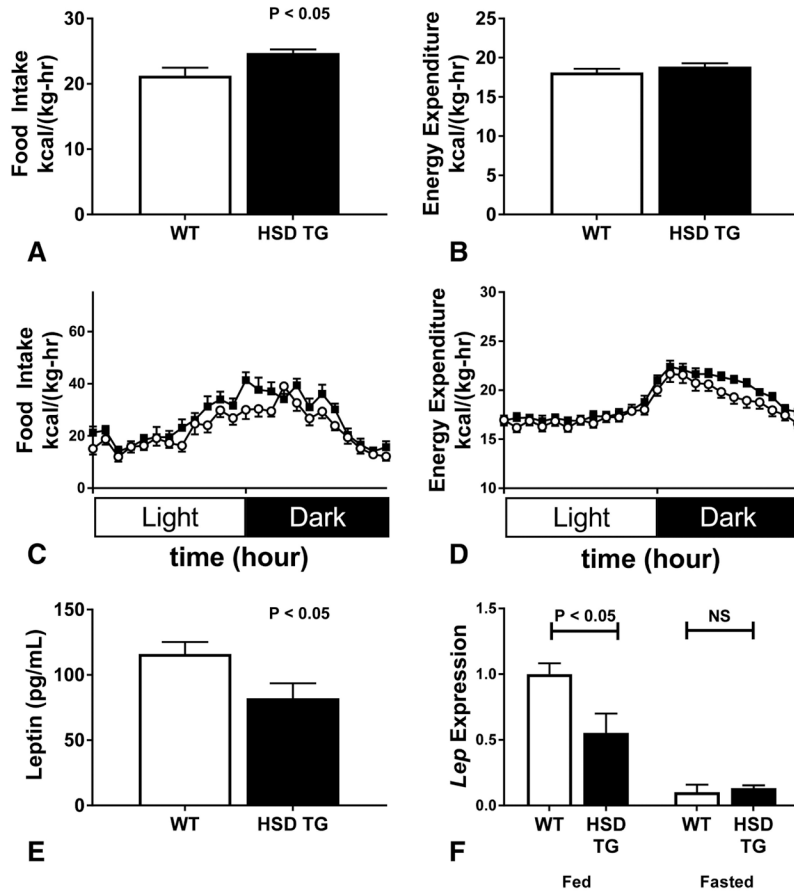 P < 0.05
Food Intake
kcal/(kg-hr)
30
20
10
0
WT
HSD TG
A
Energy Expenditure
kcal/(kg-hr)
25
20
15
10
5
0
WT
HSD TG
B
Food Intake
kcal/(kg-hr)
60
40
20
0
Light
Dark
time (hour)
C
Energy Expenditure
kcal/(kg-hr)
30
25
20
15
10
Light
Dark
time (hour)
D
P < 0.05
Leptin (pg/mL)
150
100
50
0
WT
HSD TG
E
P < 0.05
NS
Lep Expression
1.5
1.0
0.5
0.0
WT
HSD
TG
WT
HSD
TG
Fed
Fasted
F